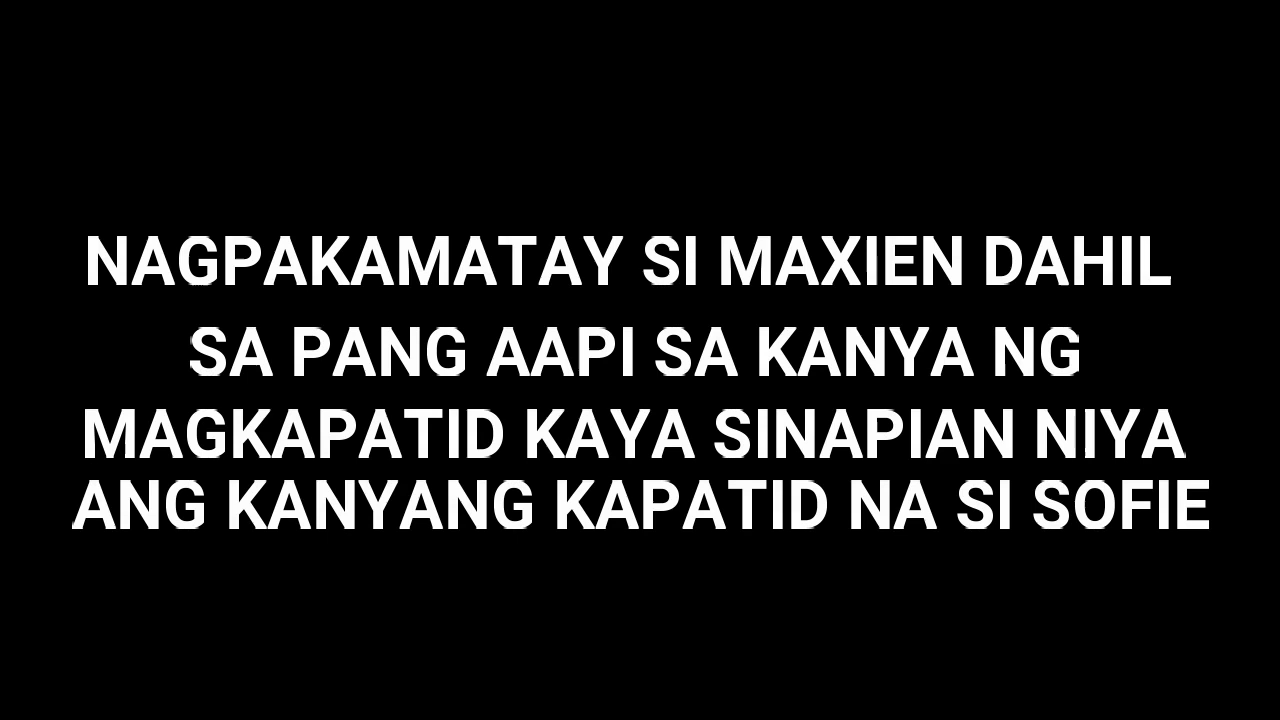 NAGPAKAMATAY SI MAXIEN DAHIL
SA PANG AAPI SA KANYA NG
MAGKAPATID KAYA SINAPIAN NIYA
ANG KANYANG KAPATID NA SI SOFIE